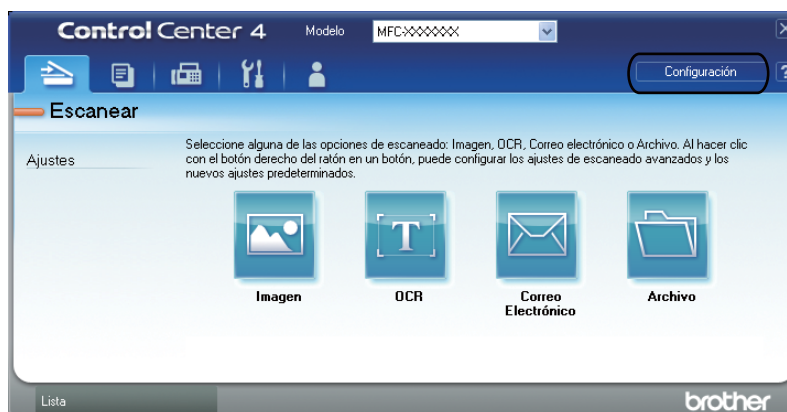 Control Center 4
Modelo
MFC-XXXXXXX
Configuración
?
Escanear
Ajustes
Seleccione alguna de las opciones de escaneado: Imagen, OCR, Correo electrónico o Archivo. Al hacer clic
con el botón derecho del ratón en un botón, puede configurar los ajustes de escaneado avanzados y los
nuevos ajustes predeterminados.
T
Imagen
OCR
Correo
Electrónico
Archivo
Lista
brother